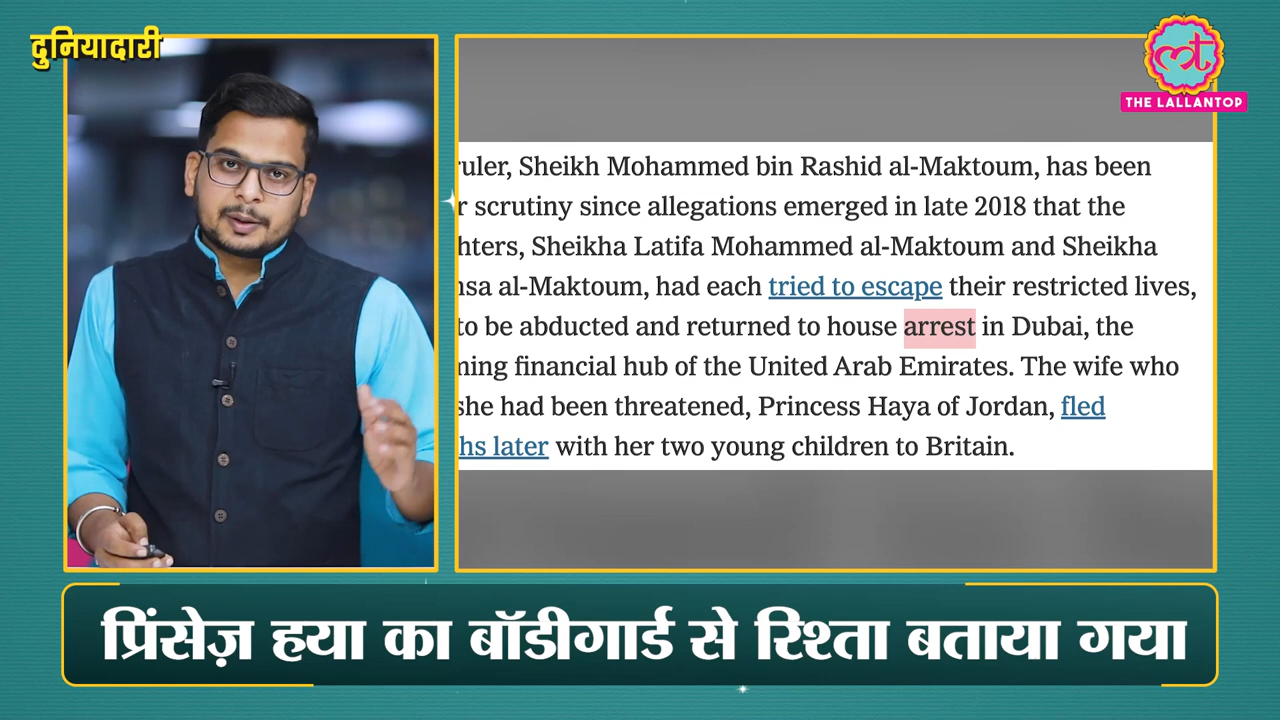 दुनियादारी
THE LALLANTOP
ruler, Sheikh Mohammed bin Rashid al-Maktoum, has been
scrutiny since allegations emerged in late 2018 that the
Sheikha Latifa Mohammed al-Maktoum and Sheikha
al-Maktoum, had each tried to escape their restricted lives,
to be abducted and returned to house arrest in Dubai, the
financial hub of the United Arab Emirates. The wife who
she had been threatened, Princess Haya of Jordan, fled
later with her two young children to Britain.
प्रिंसेज़ हया का बॉडीगार्ड से रिश्ता बताया गया